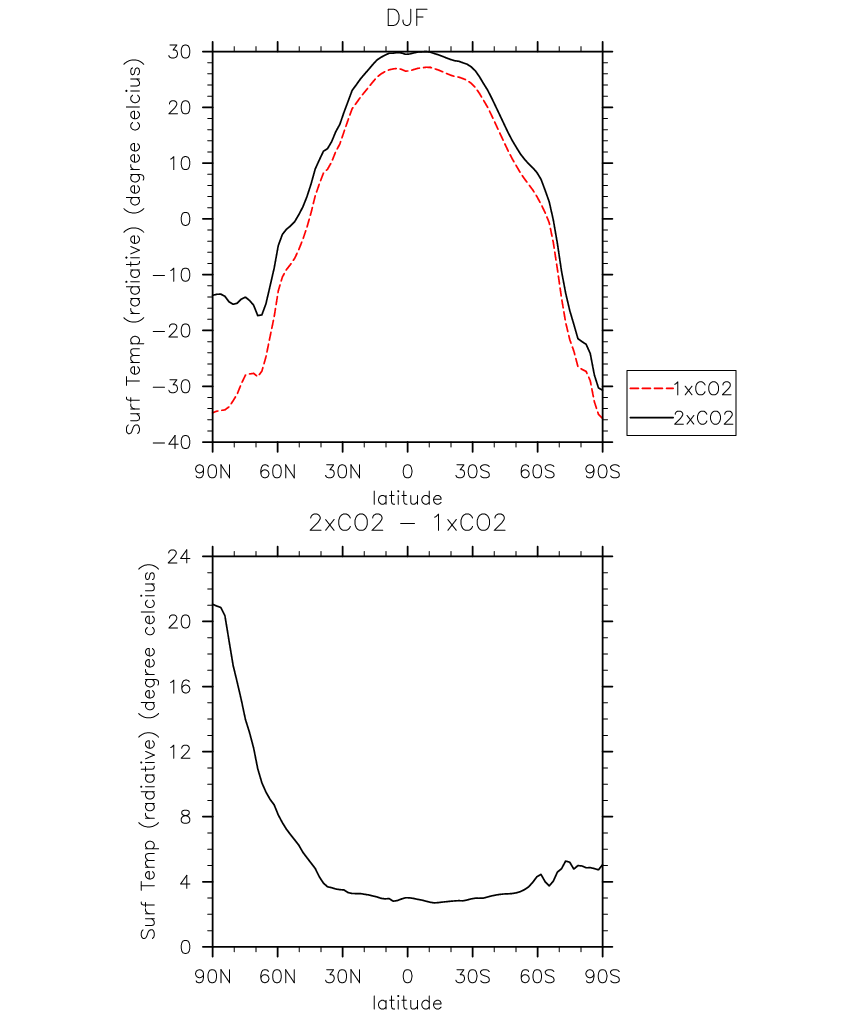 DJF
Surf Temp (radiative) (degree celcius)
30
20
10
0
−10
−20
−30
−40
90N 60N 30N 0 30S 60S 90S
latitude
1xCO2
2xCO2
2xCO2 − 1xCO2
Surf Temp (radiative) (degree celcius)
24
20
16
12
8
4
0
90N 60N 30N 0 30S 60S 90S
latitude